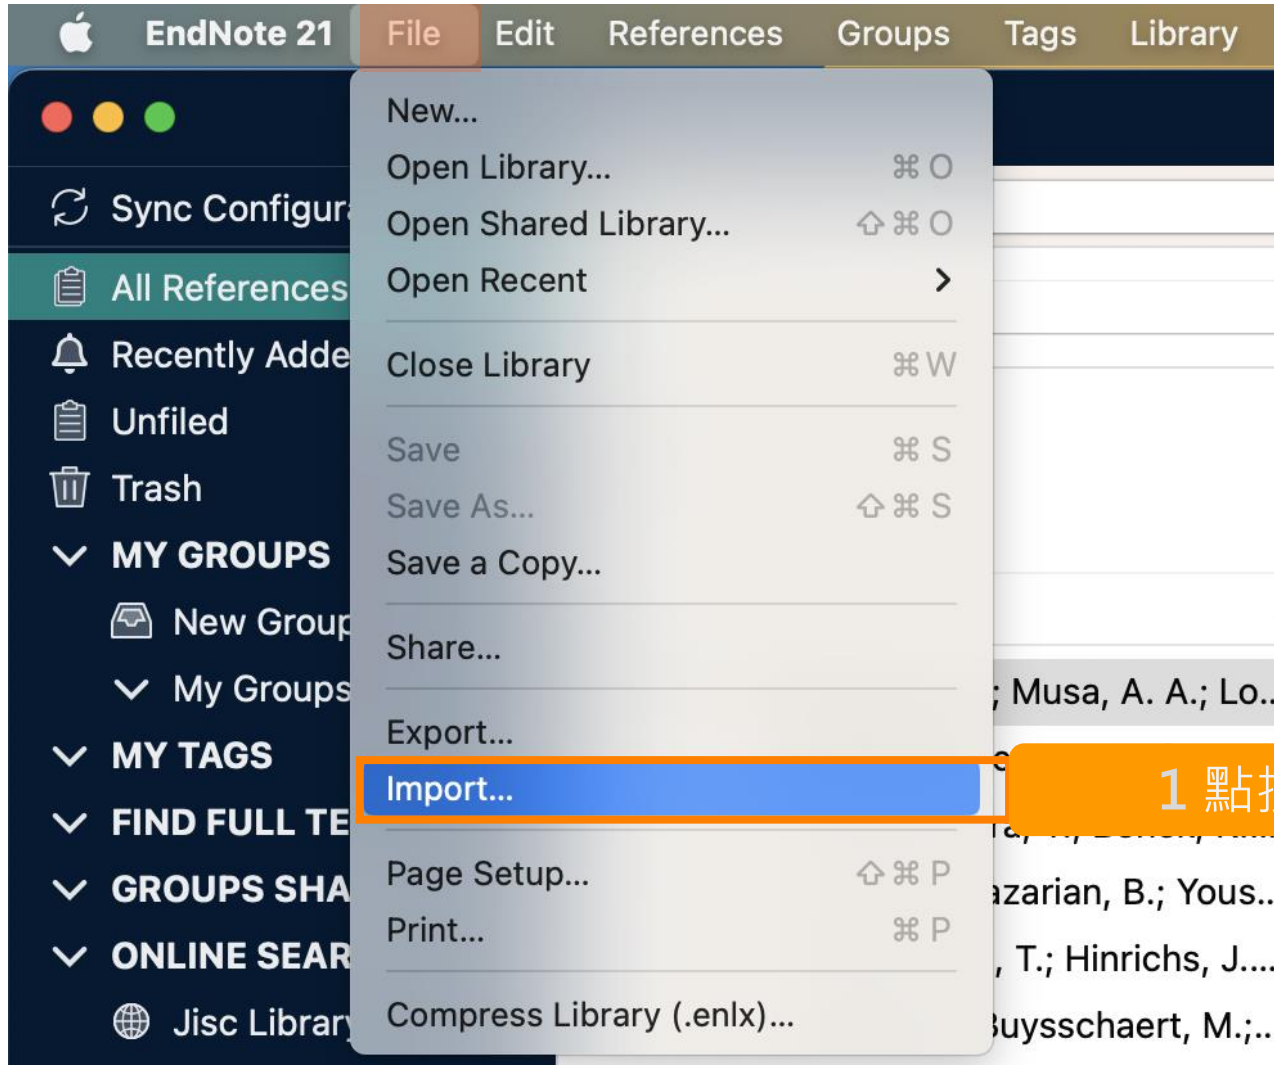 EndNote 21 File Edit References Groups Tags Library
New...
Open Library... ⌘ O
Sync Configur
Open Shared Library... ⇧ ⌘ O
All References
Open Recent
Recently Adde
Close Library ⌘ W
Unfiled
Save ⌘ S
Trash
Save As... ⇧ ⌘ S
MY GROUPS
Save a Copy...
New Group
Share...
My Groups
; Musa, A. A.; Lo...
Export...
MY TAGS
Import...
1 點
FIND FULL TE
Page Setup... ⇧ ⌘ P
GROUPS SHA
azarian, B.; Yous...
Print... ⌘ P
ONLINE SEAR
, T.; Hinrichs, J....
Compress Library (.enlx)...
Jisc Library
Buysschaert, M.;...